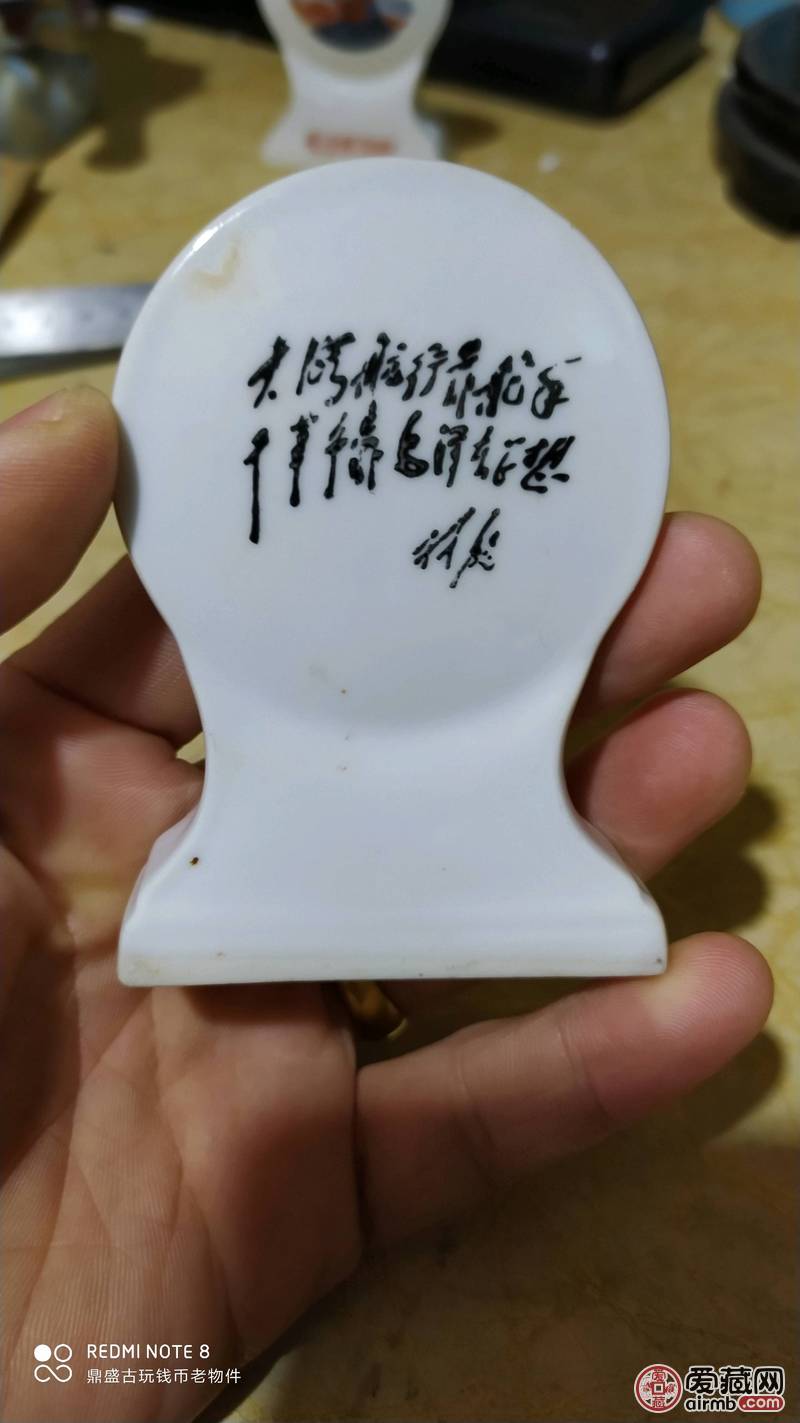 大海航行靠舵手
干革命靠毛泽东思想
林彪
REDMI NOTE 8
鼎盛古玩钱币老物件
爱藏网
airmb.com